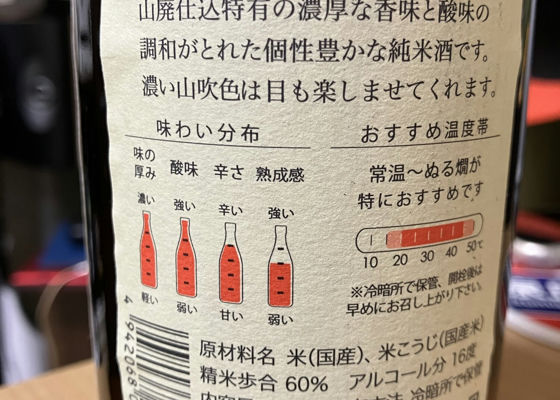 山廃仕込特有の濃厚な香味と酸味の
調和がとれた個性豊かな純米酒です。
濃い山吹色は目も楽しませてくれます。
味わい分布
味の厚み 酸味 辛さ 熟成感
濃い 強い 辛い 強い
軽い 弱い 甘い 弱い
おすすめ温度帯
常温〜ぬる燗が
特におすすめです
10 20 30 40 50℃
※冷暗所で保管、開栓後は
早めにお召し上がり下さい。
4 942068
原材料名 米(国産)、米こうじ(国産米)
精米歩合 60% アルコール分 16度
冷暗所で保管